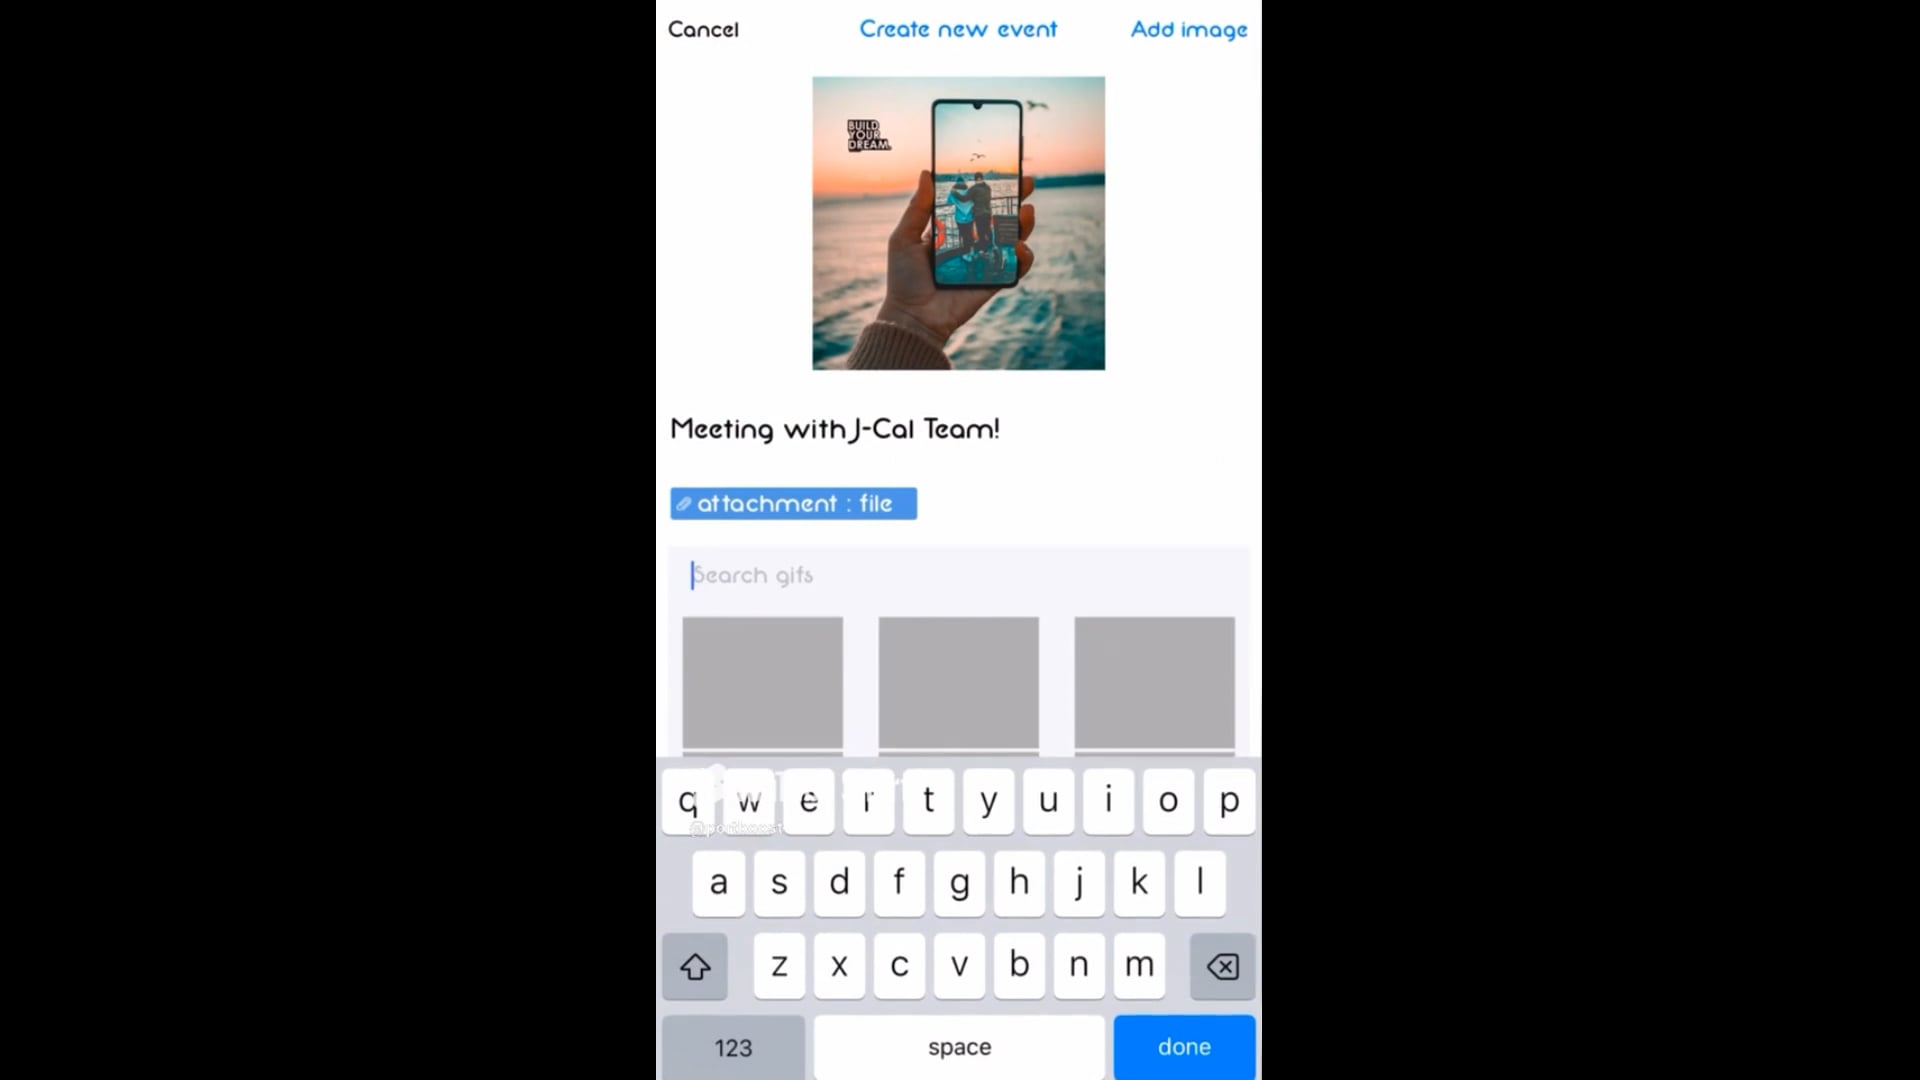 Cancel Create new event Add image
BUILD
YOUR
DREAM.
Meeting with J-Cal Team!
attachment : file
Search gifs
q w e r t y u i o p
a s d f g h j k l
z x c v b n m
123 space done